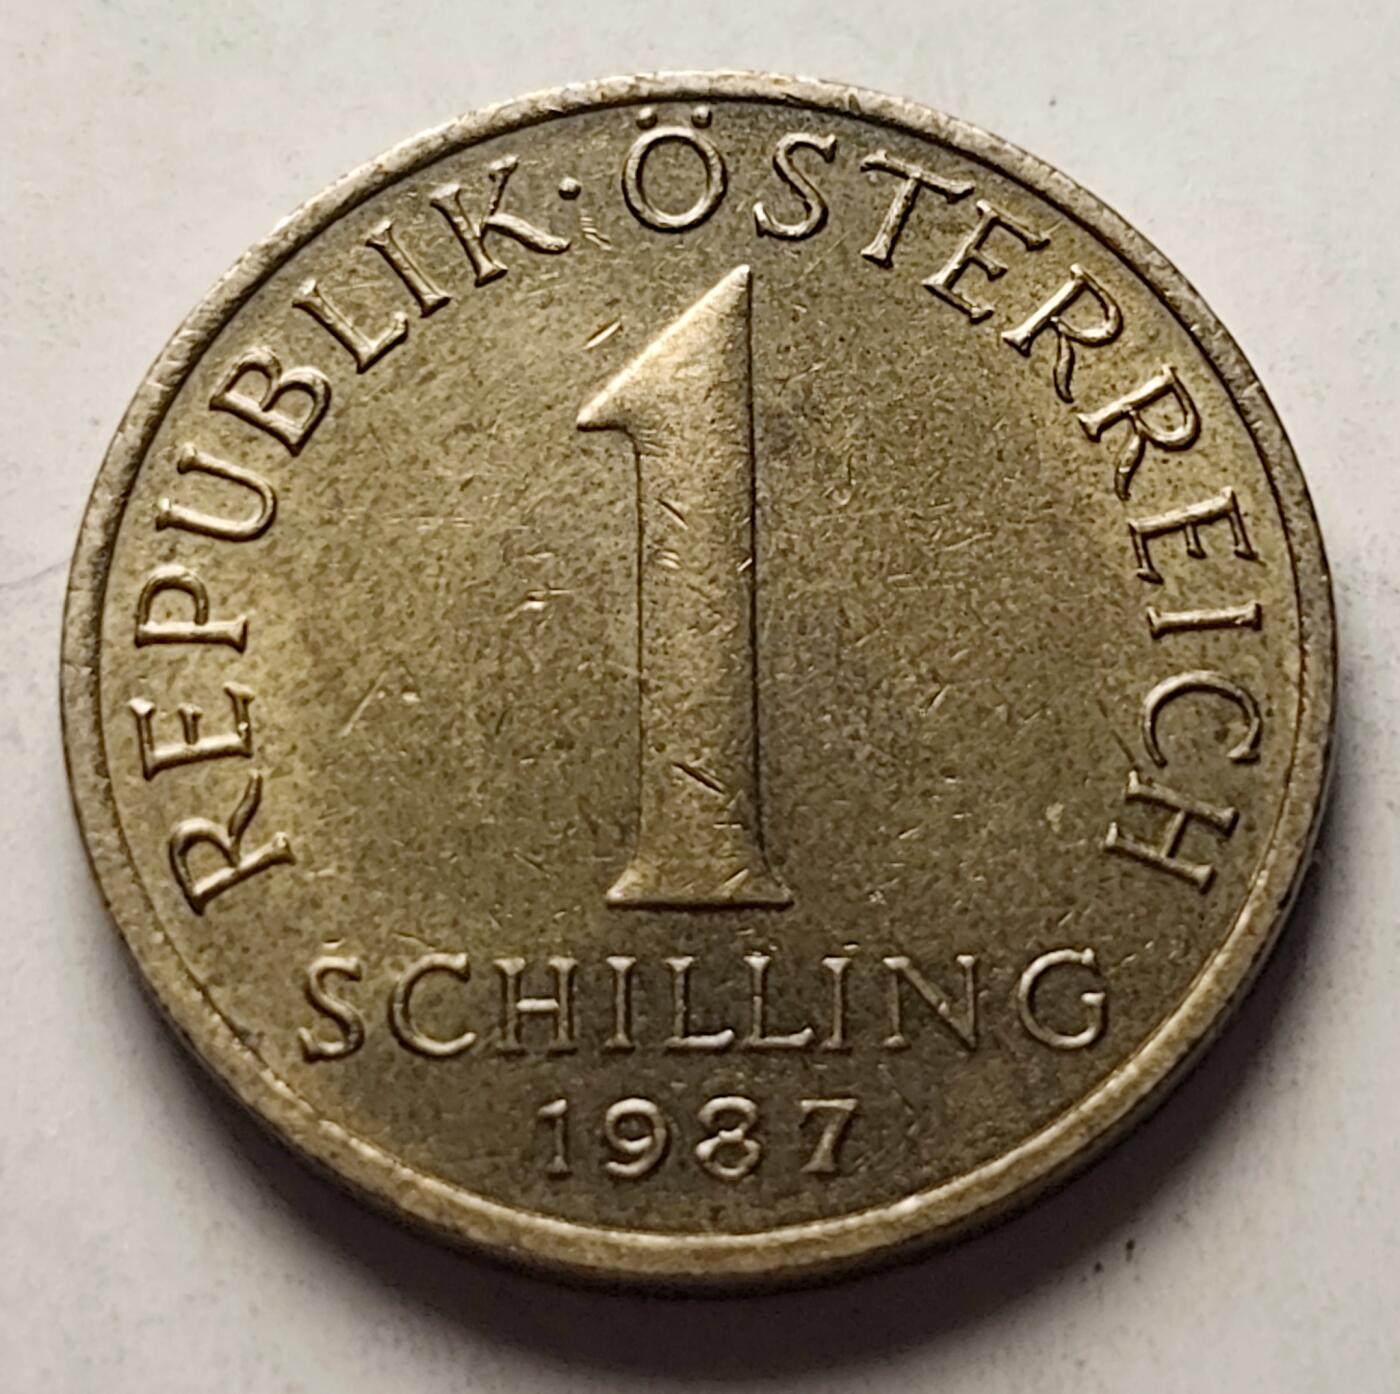 REPUBLIK · ÖSTERREICH
1
SCHILLING
1987